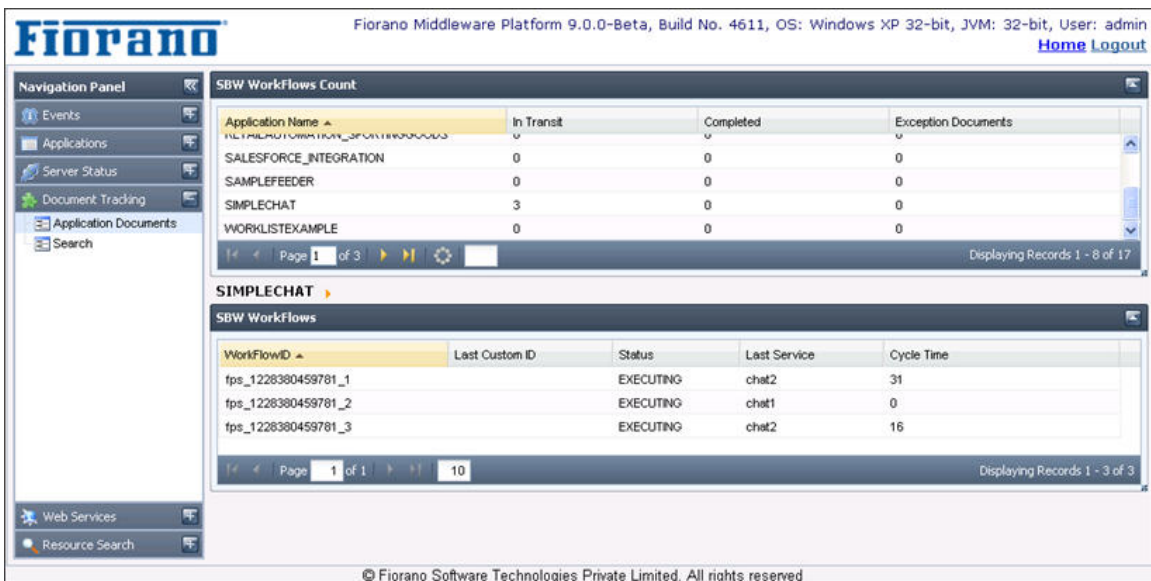 Fiorano
Fiorano Middleware Platform 9.0.0-Beta, Build No. 4611, OS: Windows XP 32-bit, JVM: 32-bit, User: admin
Home Logout
Navigation Panel
Events
Applications
Server Status
Document Tracking
Application Documents
Search
Web Services
Resource Search
SBW WorkFlows Count
Application Name In Transit Completed Exception Documents
RETAILAUTOMATION_SPORTINGGOODS 0 0 0
SALESFORCE_INTEGRATION 0 0 0
SAMPLEFEEDER 0 0 0
SIMPLECHAT 3 0 0
WORKLISTEXAMPLE 0 0 0
Page 1 of 3 Displaying Records 1 - 8 of 17
SIMPLECHAT
SBW WorkFlows
WorkFlowID Last Custom ID Status Last Service Cycle Time
fps_1228380459781_1 EXECUTING chat2 31
fps_1228380459781_2 EXECUTING chat1 0
fps_1228380459781_3 EXECUTING chat2 16
Page 1 of 1 10 Displaying Records 1 - 3 of 3
© Fiorano Software Technologies Private Limited. All rights reserved